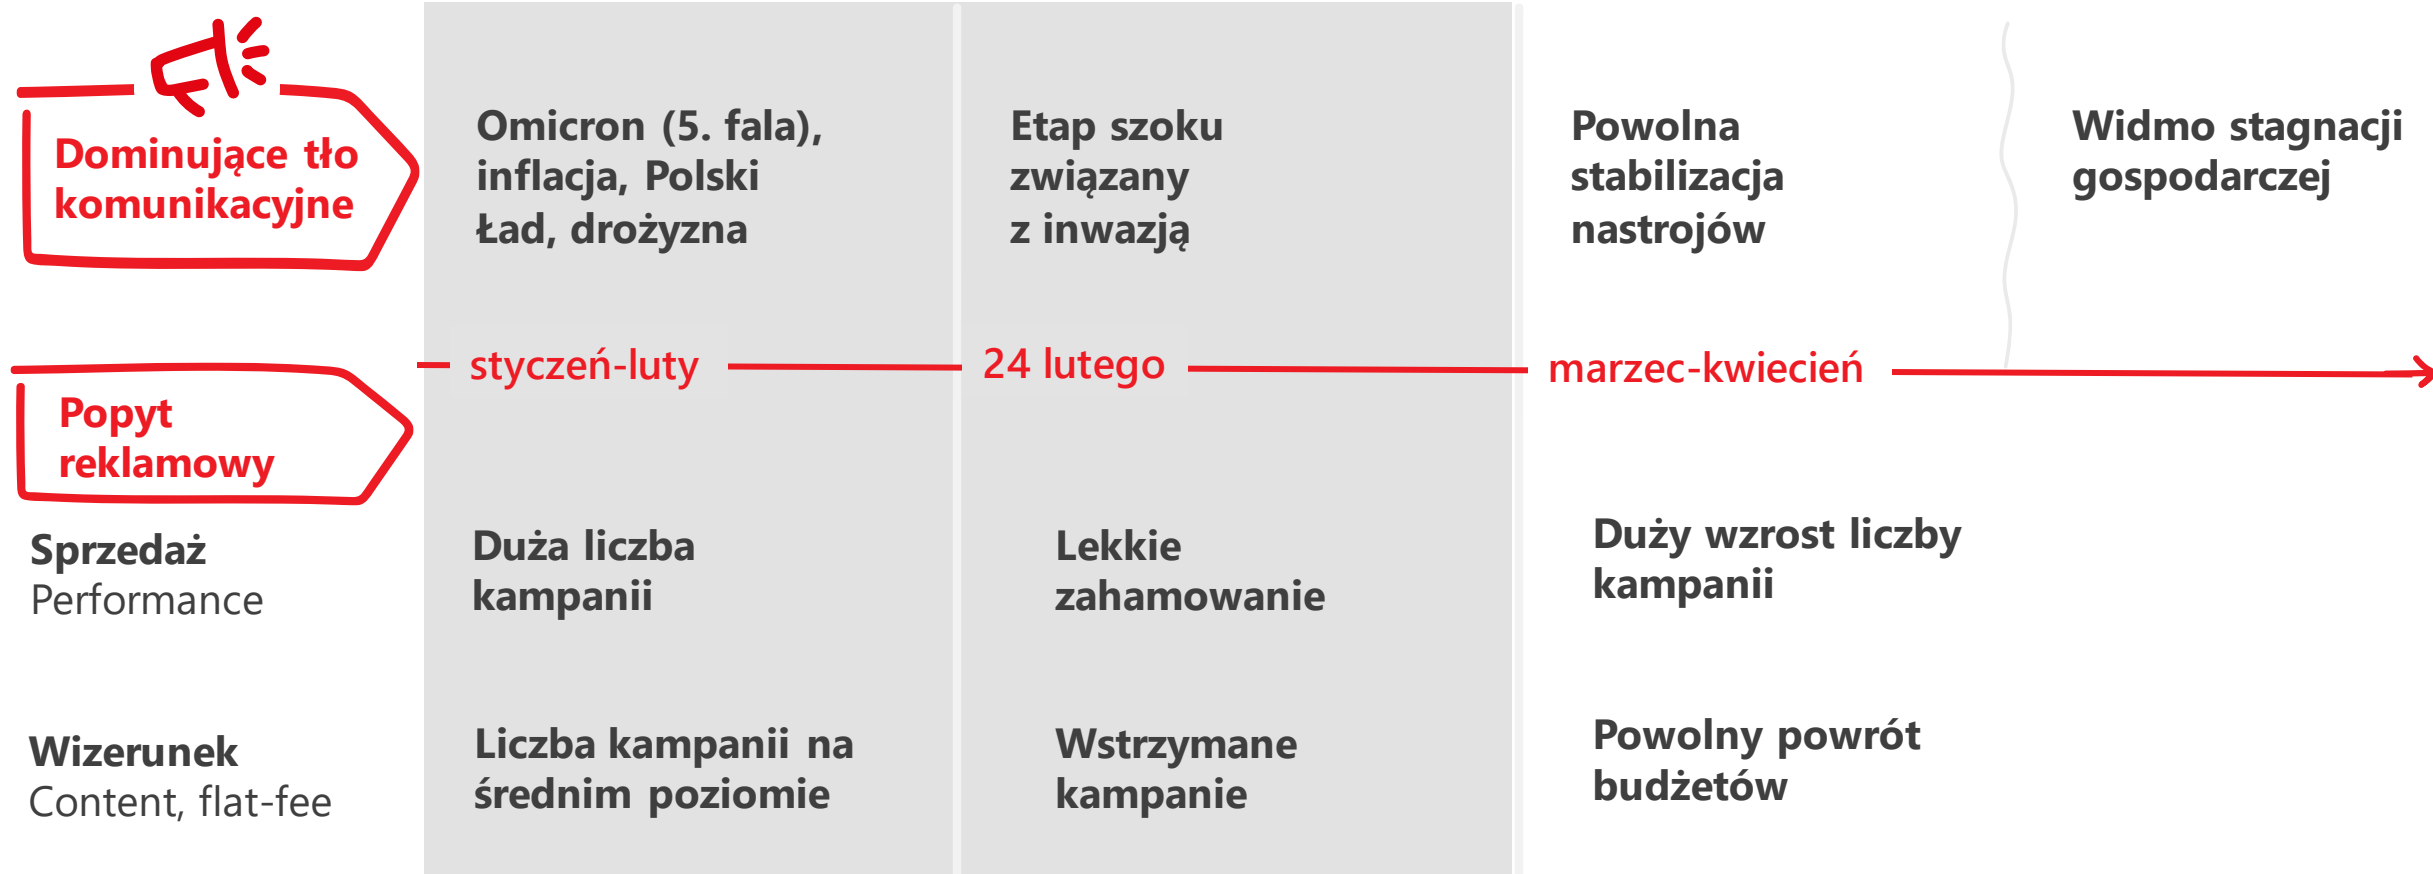 Dominujące tło
komunikacyjne
Omicron (5. fala),
inflacja, Polski
Ład, drożyzna
Etap szoku
związany
z inwazją
Powolna
stabilizacja
nastrojów
Widmo stagnacji
gospodarczej
styczeń-luty
24 lutego
marzec-kwiecień
Popyt
reklamowy
Sprzedaż
Performance
Duża liczba
kampanii
Lekkie
zahamowanie
Duży wzrost liczby
kampanii
Wizerunek
Content, flat-fee
Liczba kampanii na
średnim poziomie
Wstrzymane
kampanie
Powolny powrót
budżetów